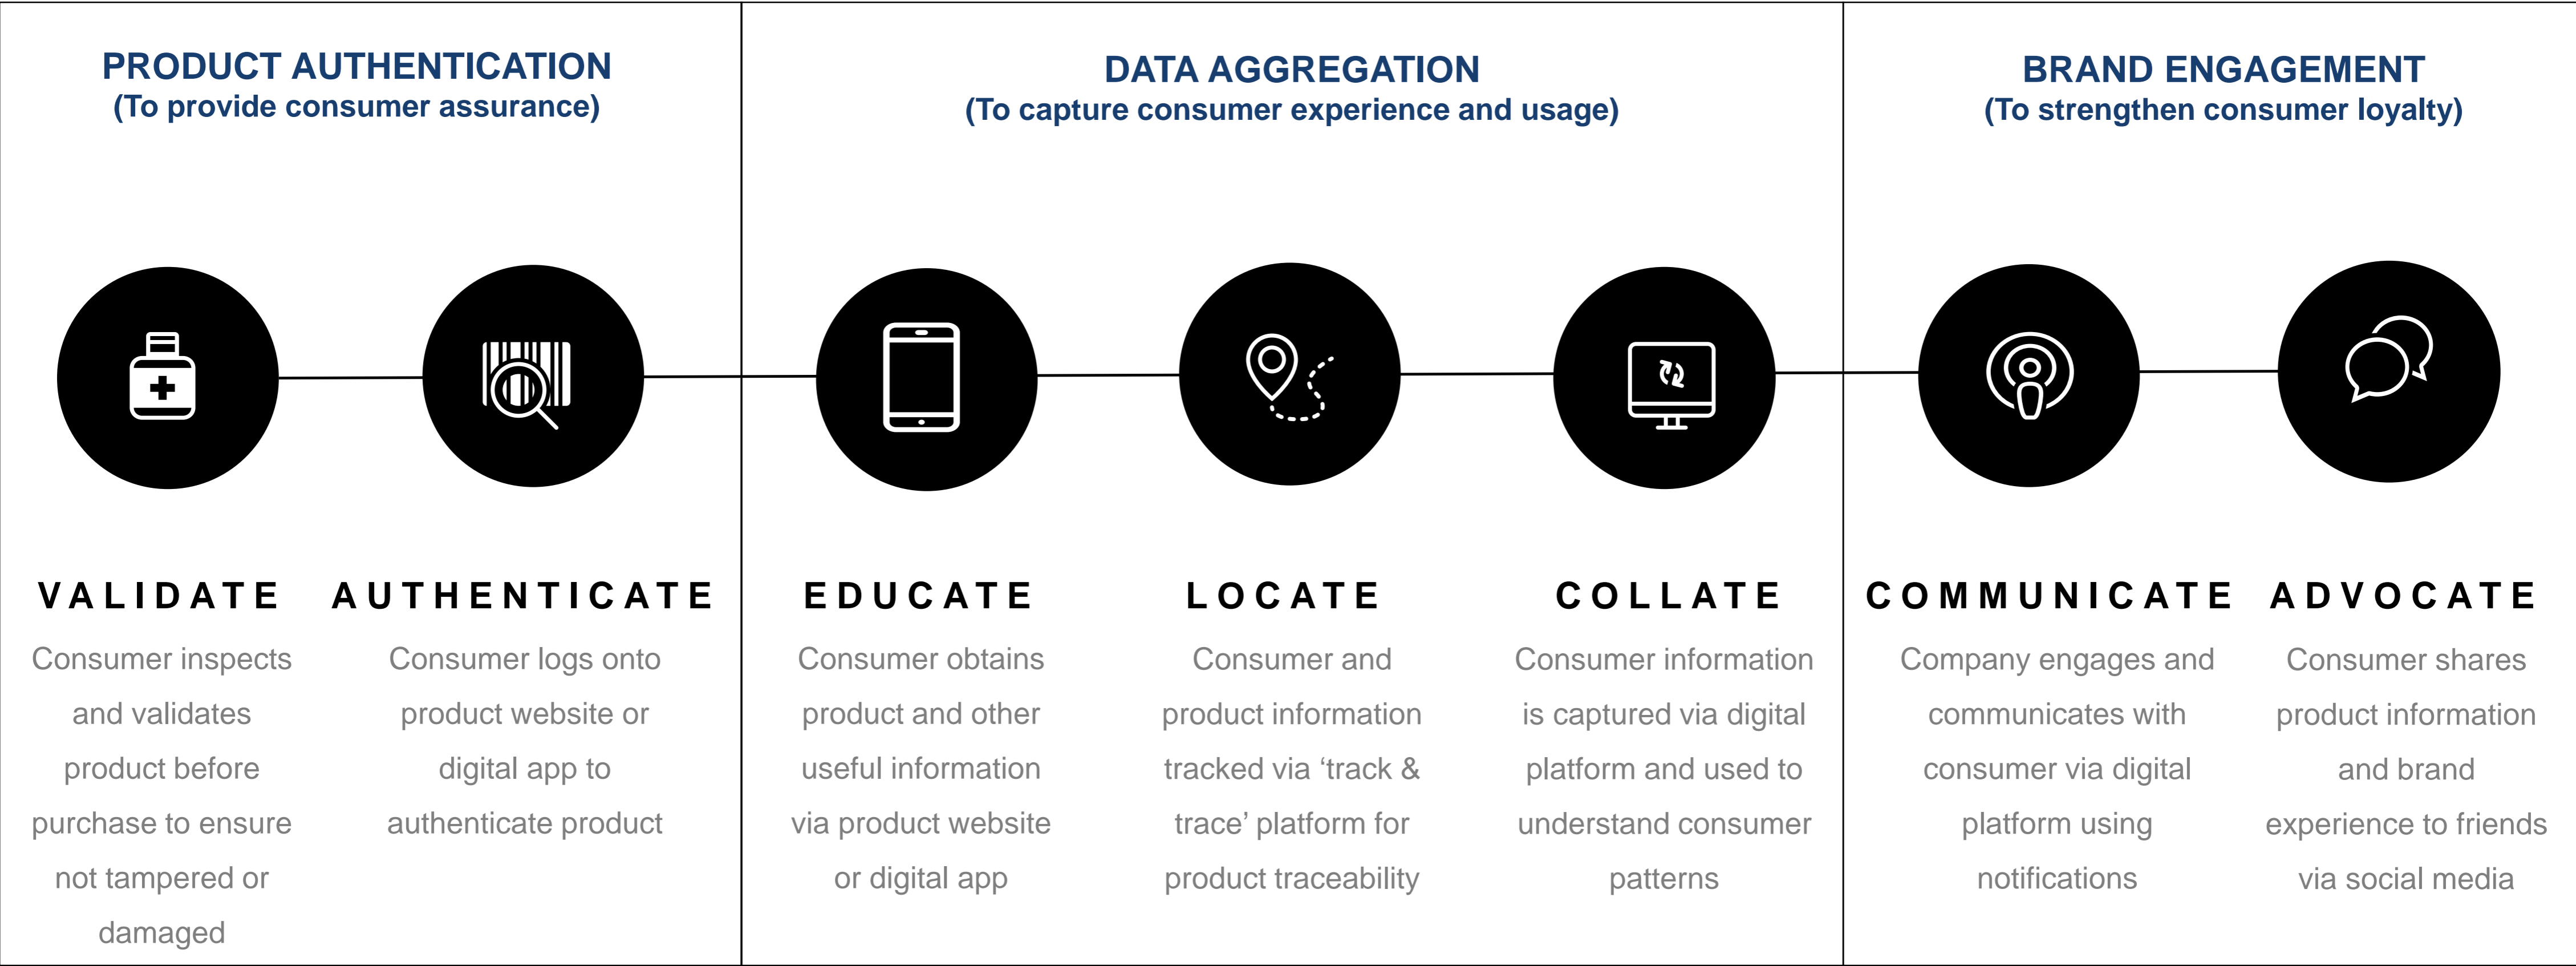 PRODUCT AUTHENTICATION
(To provide consumer assurance)
DATA AGGREGATION
(To capture consumer experience and usage)
BRAND ENGAGEMENT
(To strengthen consumer loyalty)
VALIDATE
Consumer inspects
and validates
product before
purchase to ensure
not tampered or
damaged
AUTHENTICATE
Consumer logs onto
product website or
digital app to
authenticate product
EDUCATE
Consumer obtains
product and other
useful information
via product website
or digital app
LOCATE
Consumer and
product information
tracked via ‘track &
trace’ platform for
product traceability
COLLATE
Consumer information
is captured via digital
platform and used to
understand consumer
patterns
COMMUNICATE
Company engages and
communicates with
consumer via digital
platform using
notifications
ADVOCATE
Consumer shares
product information
and brand
experience to friends
via social media